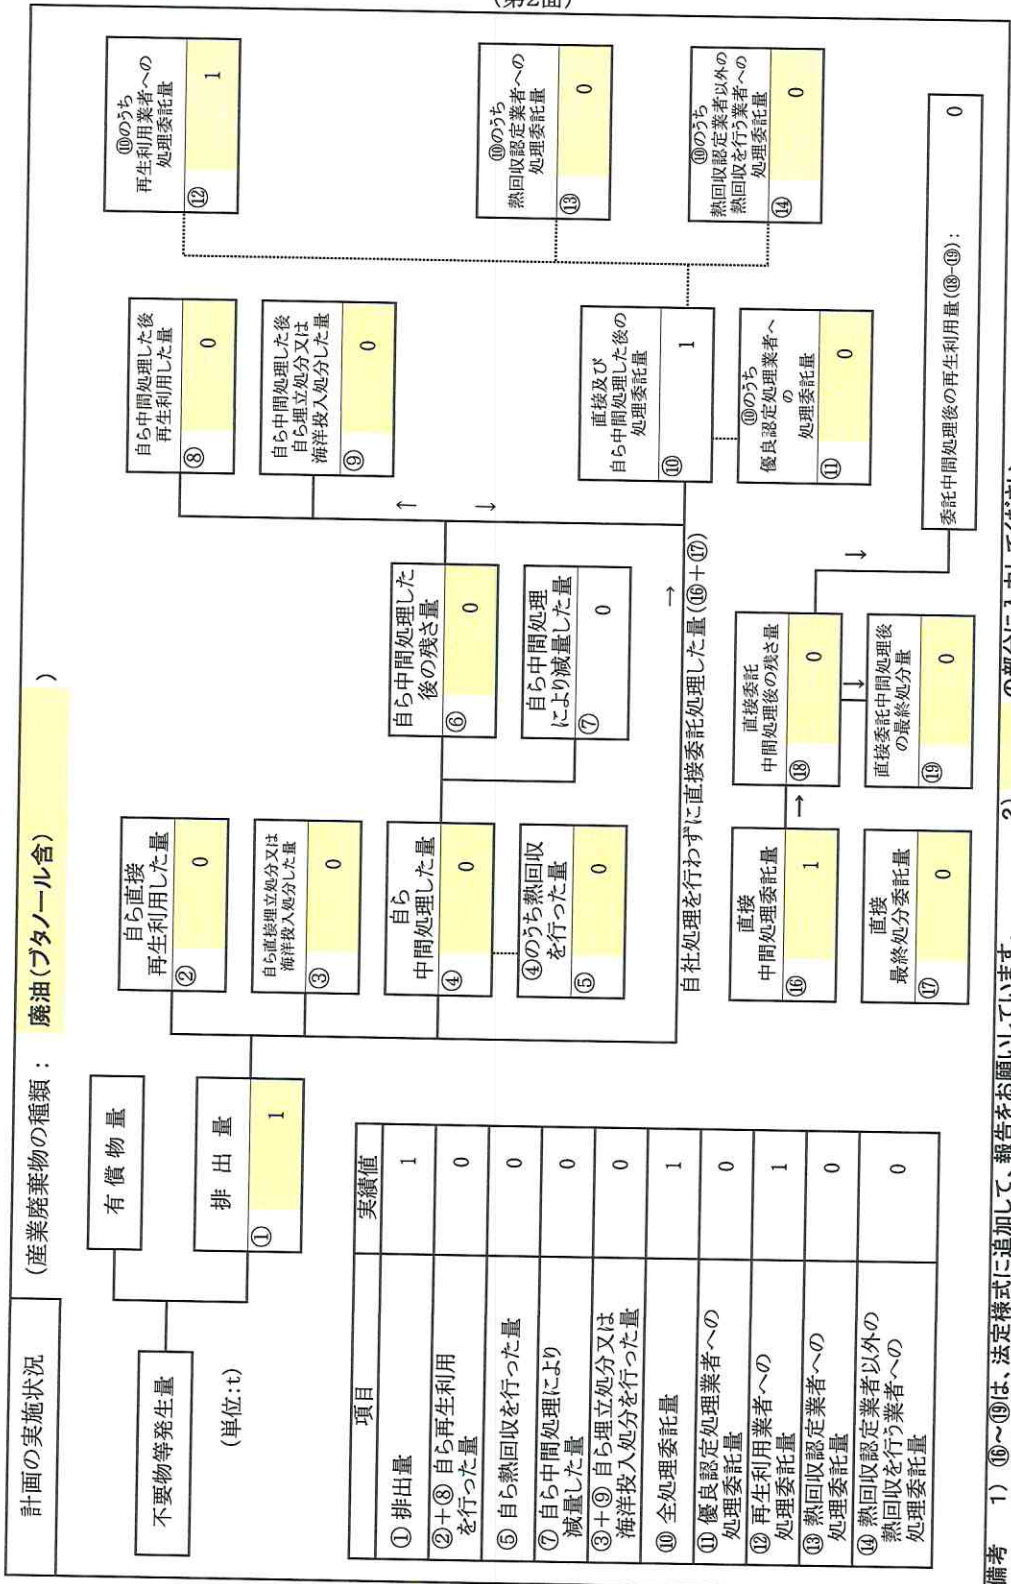 (第2面)
計画の実施状況
(産業廃棄物の種類： 廃油(ブタノール含) )
不要物等発生量
(単位:t)
有償物量
排出量
① 1
自ら直接
再生利用した量
② 0
自ら直接埋立処分又は
海洋投入処分した量
③ 0
自ら
中間処理した量
④ 0
④のうち熱回収
を行った量
⑤ 0
自ら中間処理した
後の残さ量
⑥ 0
自ら中間処理
により減量した量
⑦ 0
自ら中間処理した後
再生利用した量
⑧ 0
自ら中間処理した後
自ら埋立処分又は
海洋投入処分した量
⑨ 0
↑
↓
→
自社処理を行わずに直接委託処理した量(⑯+⑰)
直接及び
自ら中間処理した後の
処理委託量
⑩ 1
⑩のうち
優良認定処理業者へ
の
処理委託量
⑪ 0
⑩のうち
再生利用業者への
処理委託量
⑫ 1
⑩のうち
熱回収認定業者への
処理委託量
⑬ 0
⑩のうち
熱回収認定業者以外の
熱回収を行う業者への
処理委託量
⑭ 0
直接
中間処理委託量
⑯ 1
→
直接
最終処分委託量
⑰ 0
直接委託
中間処理後の残さ量
⑱ 0
↓
直接委託中間処理後
の最終処分量
⑲ 0
↓
委託中間処理後の再生利用量(⑱-⑲)： 0
項目 実績値
① 排出量 1
②+⑧ 自ら再生利用
を行った量 0
⑤ 自ら熱回収を行った量 0
⑦ 自ら中間処理により
減量した量 0
③+⑨ 自ら埋立処分又は
海洋投入処分を行った量 0
⑩ 全処理委託量 1
⑪ 優良認定処理業者への
処理委託量 0
⑫ 再生利用業者への
処理委託量 1
⑬ 熱回収認定業者への
処理委託量 0
⑭ 熱回収認定業者以外の
熱回収を行う業者への
処理委託量 0
備考 1) ⑯～⑲は、法定様式に追加して、報告をお願いしています。 2) の部分に入力してください